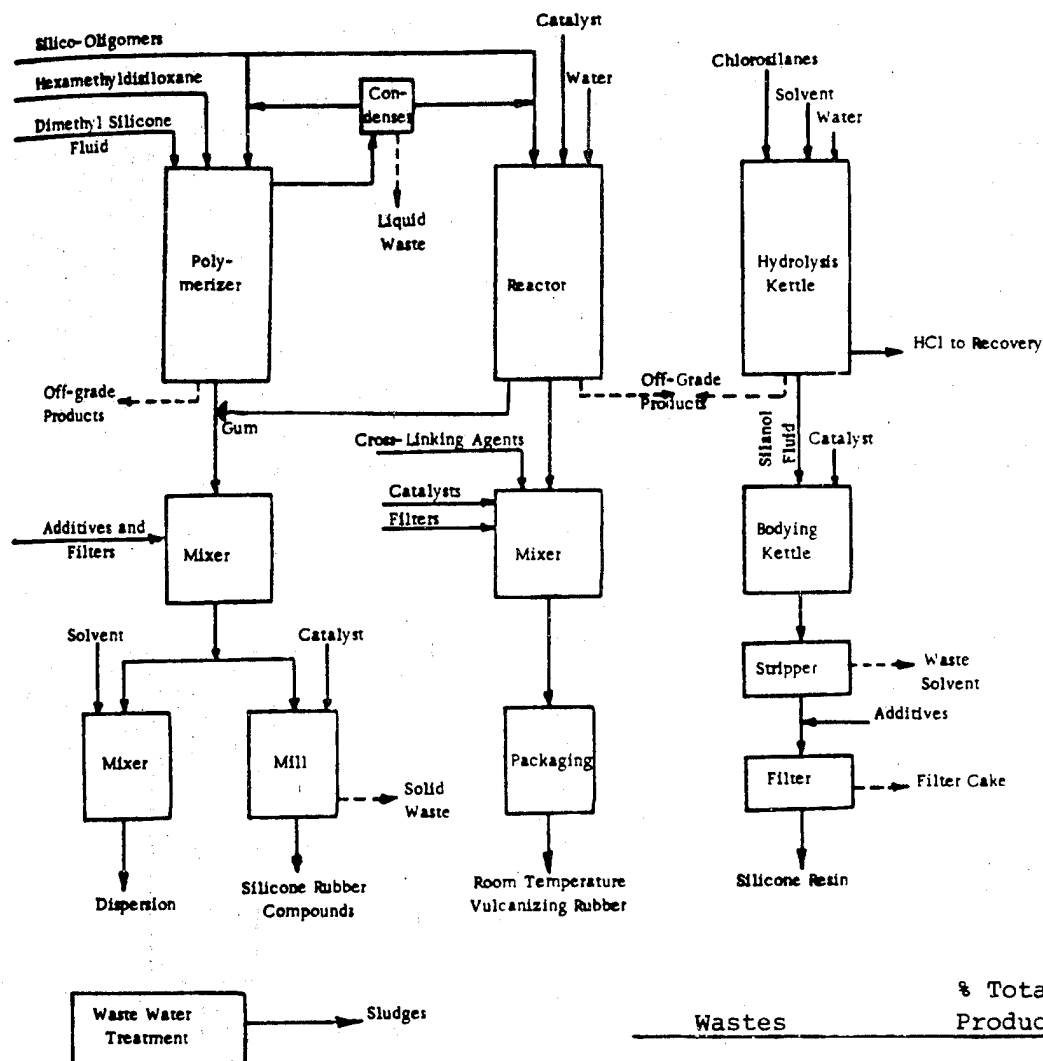 Catalyst
Silico-Oligomers
Chlorosilanes
Hexamethyldisiloxane
Con-
denser
Water
Solvent
Water
Dimethyl Silicone
Fluid
Liquid
Waste
Poly-
merizer
Reactor
Hydrolysis
Kettle
HCl to Recovery
Off-grade
Products
Off-Grade
Products
Gum
Cross-Linking Agents
Silanol
Fluid
Catalyst
Catalysts
Filters
Additives and
Filters
Mixer
Mixer
Bodying
Kettle
Solvent
Catalyst
Stripper
Waste
Solvent
Additives
Mixer
Mill
Packaging
Filter
Filter Cake
Solid
Waste
Dispersion
Silicone Rubber
Compounds
Room Temperature
Vulcanizing Rubber
Silicone Resin
Waste Water
Treatment
Sludges
% Tota
Wastes Produc